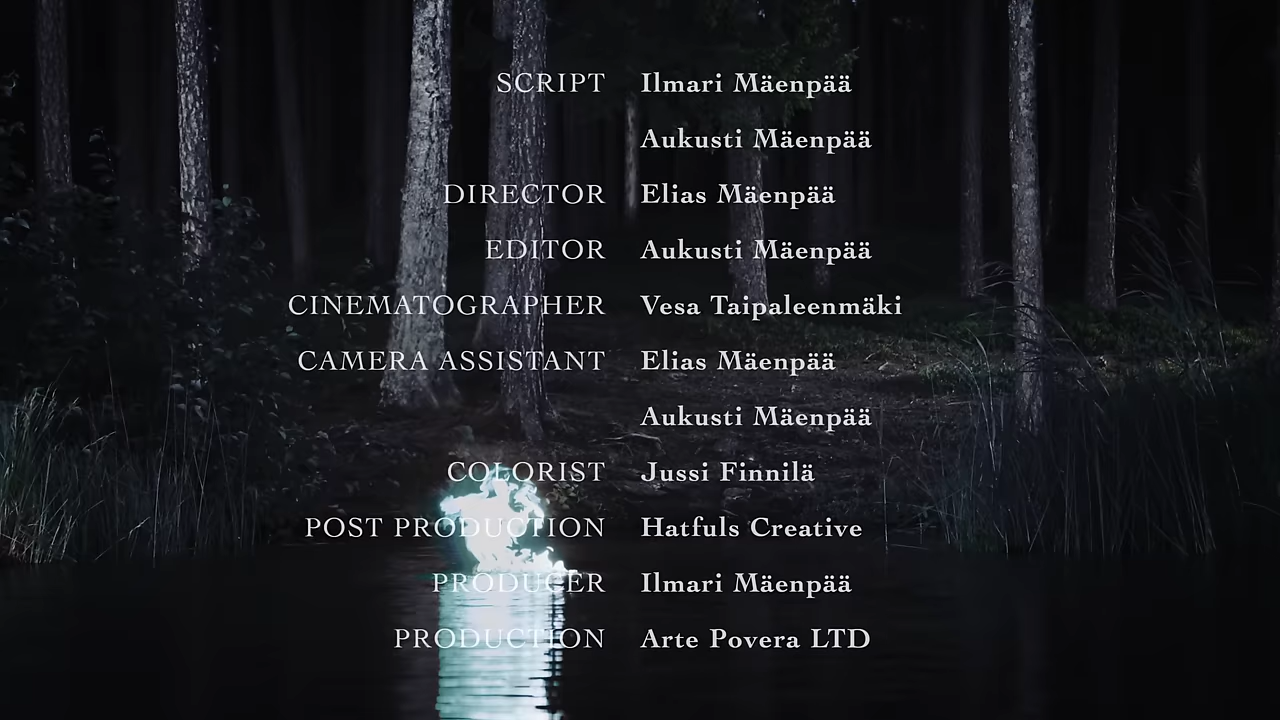 SCRIPT Ilmari Mäenpää
Aukusti Mäenpää
DIRECTOR Elias Mäenpää
EDITOR Aukusti Mäenpää
CINEMATOGRAPHER Vesa Taipaleenmäki
CAMERA ASSISTANT Elias Mäenpää
Aukusti Mäenpää
COLORIST Jussi Finnilä
POST PRODUCTION Hatfuls Creative
PRODUCER Ilmari Mäenpää
PRODUCTION Arte Povera LTD